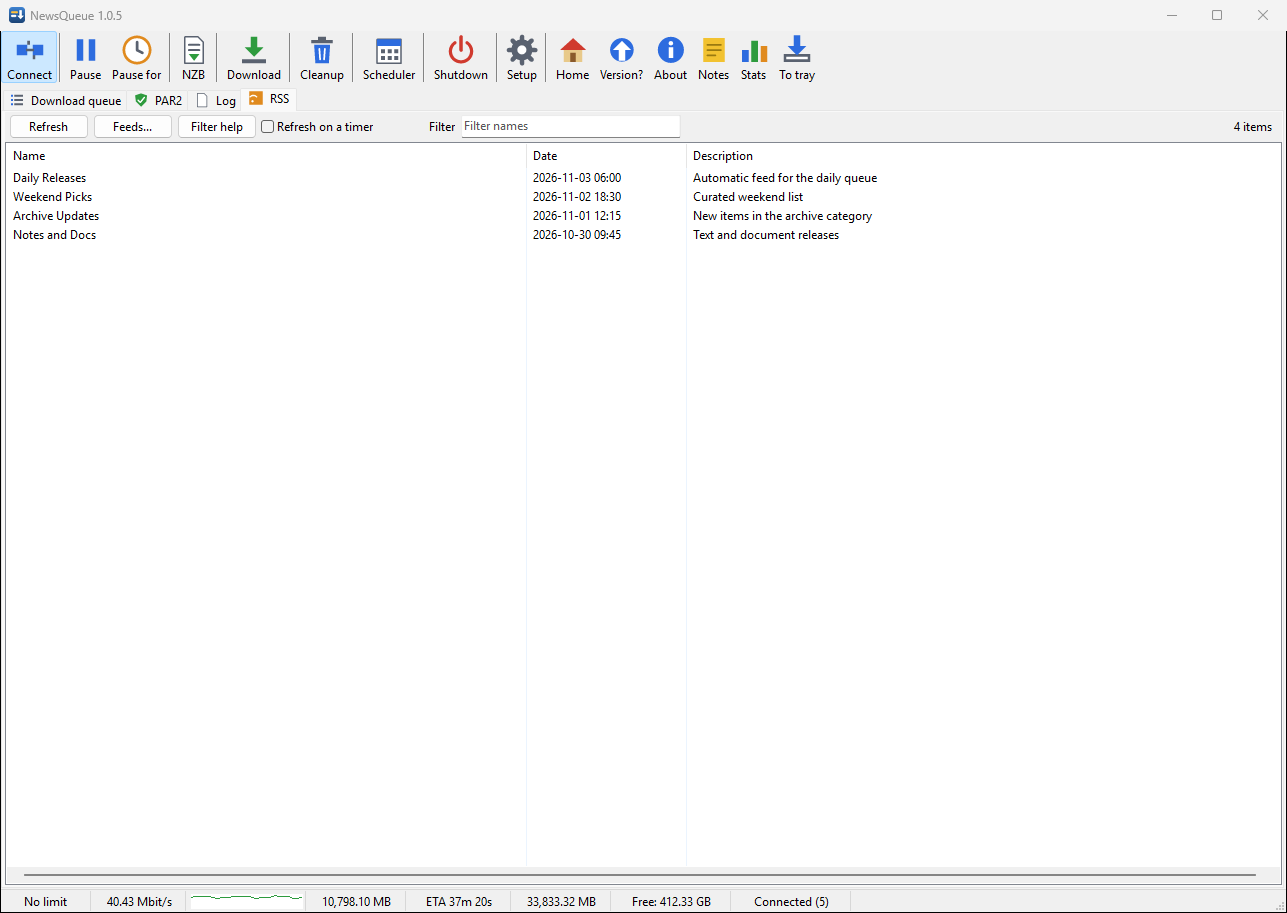 NewsQueue 1.0.5
Connect Pause Pause for NZB Download Cleanup Scheduler Shutdown Setup Home Version? About Notes Stats To tray
Download queue PAR2 Log RSS
Refresh Feeds... Filter help Refresh on a timer Filter Filter names 4 items
Name Date Description
Daily Releases 2026-11-03 06:00 Automatic feed for the daily queue
Weekend Picks 2026-11-02 18:30 Curated weekend list
Archive Updates 2026-11-01 12:15 New items in the archive category
Notes and Docs 2026-10-30 09:45 Text and document releases
No limit 40.43 Mbit/s 10,798.10 MB ETA 37m 20s 33,833.32 MB Free: 412.33 GB Connected (5)